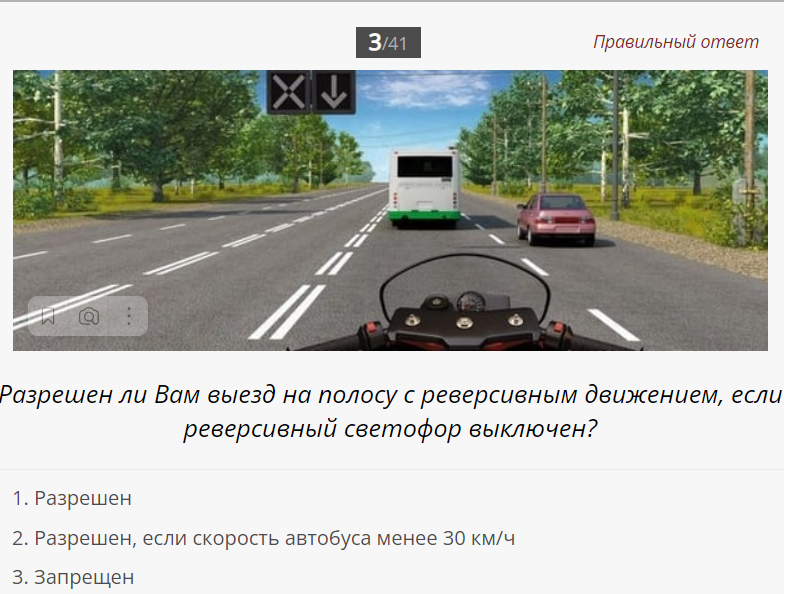 3/41
Правильный ответ
Разрешен ли Вам выезд на полосу с реверсивным движением, если
реверсивный светофор выключен?
1. Разрешен
2. Разрешен, если скорость автобуса менее 30 км/ч
3. Запрещен